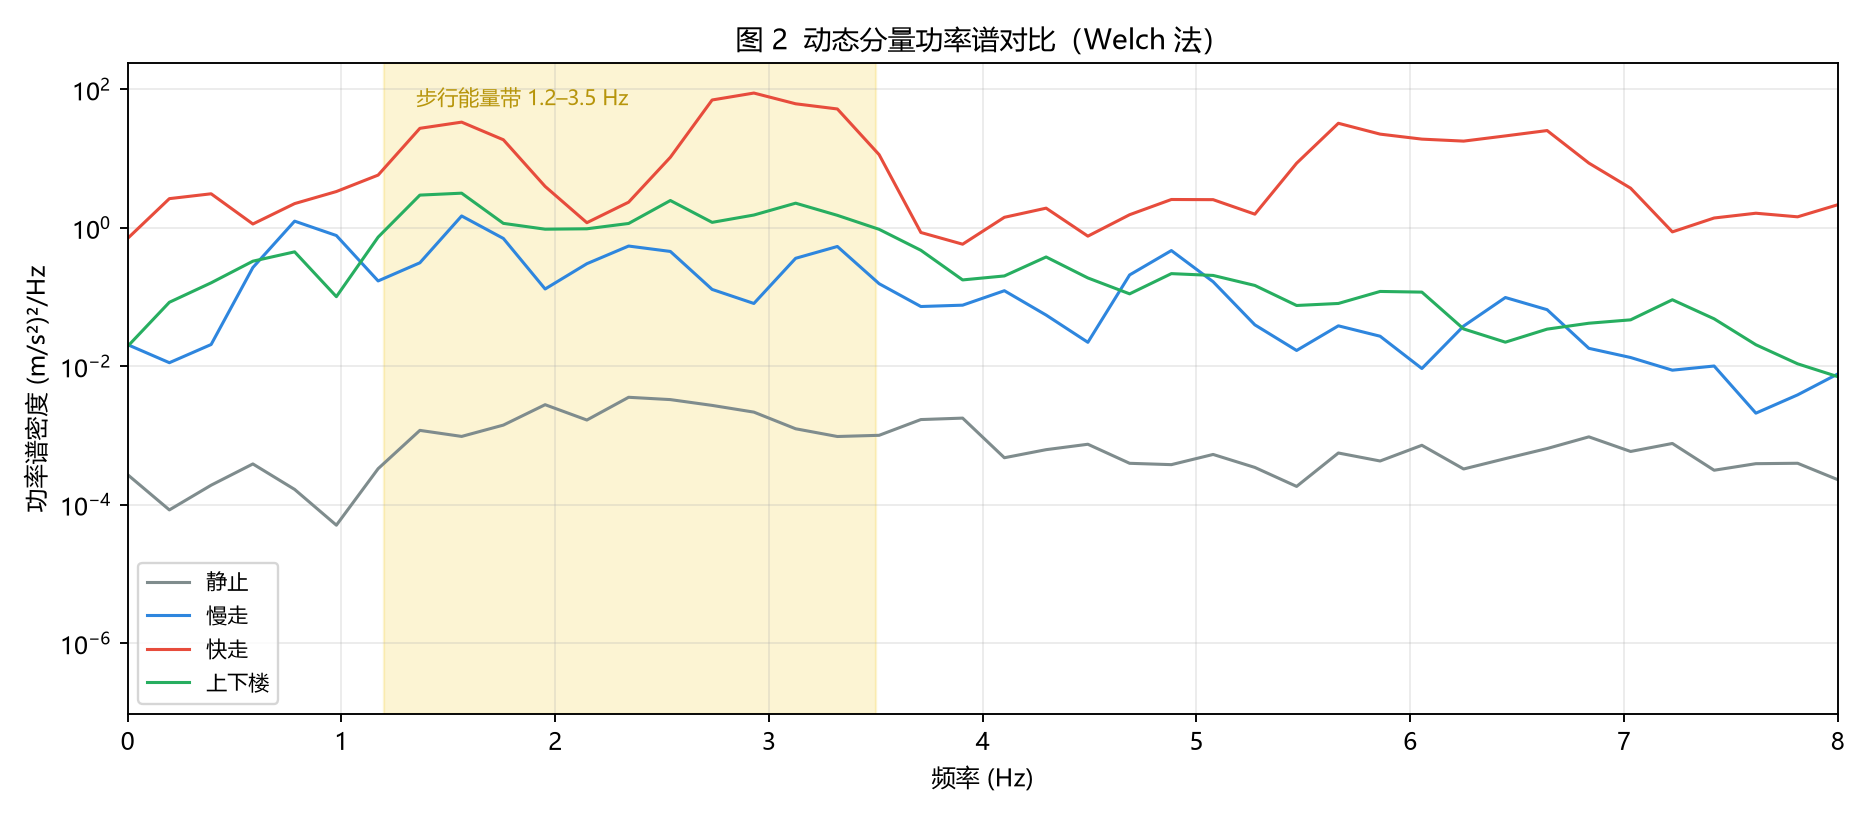 图 2 动态分量功率谱对比（Welch 法）
步行能量带 1.2–3.5 Hz
功率谱密度 (m/s²)²/Hz
10²
10⁰
10⁻²
10⁻⁴
10⁻⁶
静止
慢走
快走
上下楼
0 1 2 3 4 5 6 7 8
频率 (Hz)